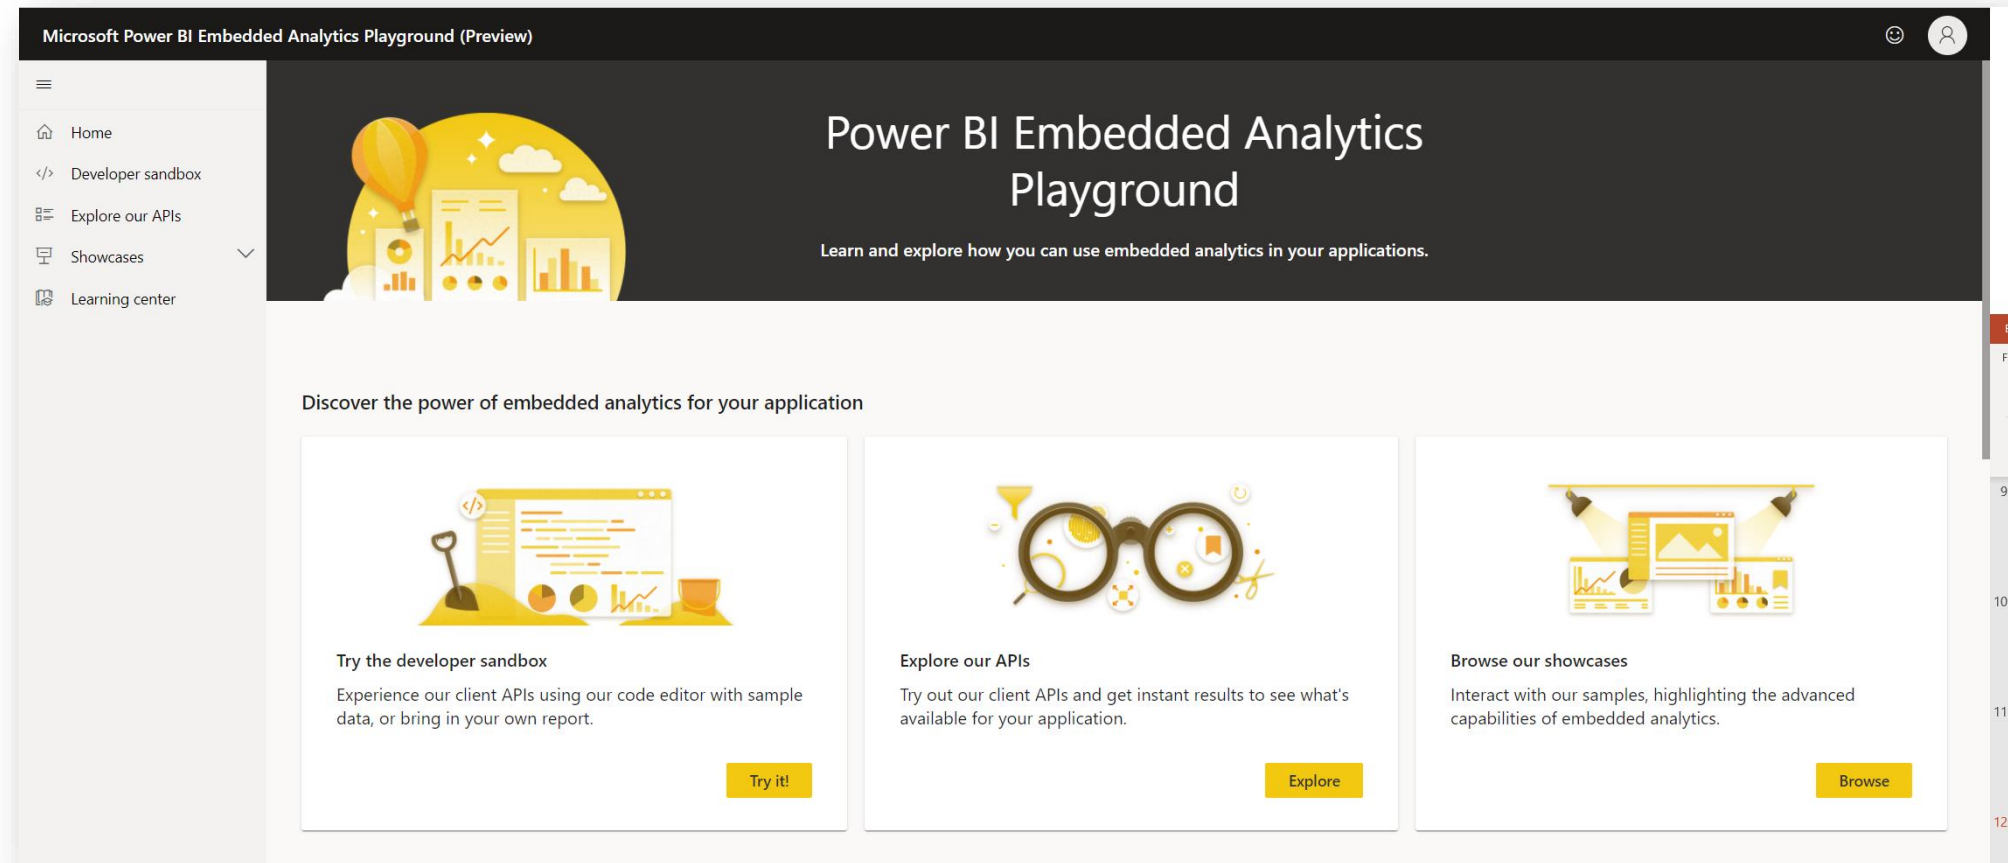 Microsoft Power BI Embedded Analytics Playground (Preview)
Home
Developer sandbox
Explore our APIs
Showcases
Learning center
Power BI Embedded Analytics
Playground
Learn and explore how you can use embedded analytics in your applications.
Discover the power of embedded analytics for your application
Try the developer sandbox
Experience our client APIs using our code editor with sample
data, or bring in your own report.
Try it!
Explore our APIs
Try out our client APIs and get instant results to see what's
available for your application.
Explore
Browse our showcases
Interact with our samples, highlighting the advanced
capabilities of embedded analytics.
Browse
F
9
10
11
12